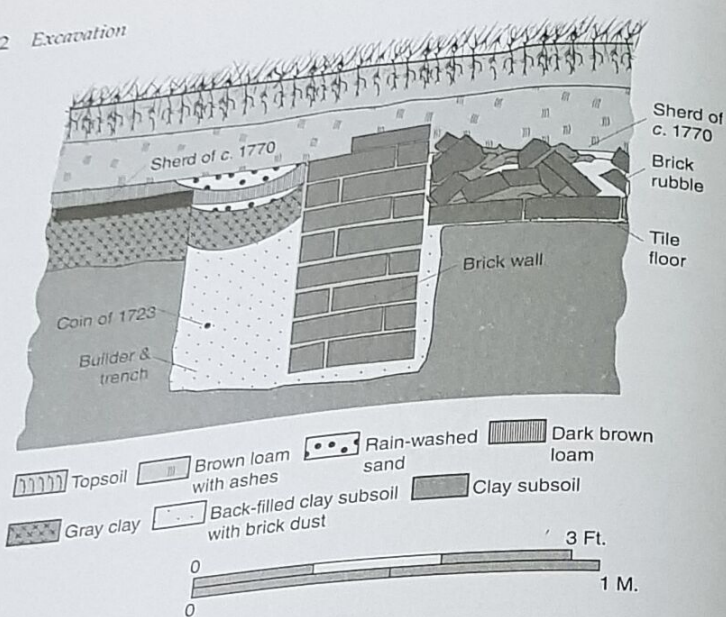 2 Excavation
Sherd of c. 1770
Sherd of
c. 1770
Brick
rubble
Tile
floor
Brick wall
Coin of 1723
Builder &
trench
Topsoil
Brown loam
with ashes
Rain-washed
sand
Dark brown
loam
Gray clay
Back-filled clay subsoil
with brick dust
Clay subsoil
0
3 Ft.
0
1 M.